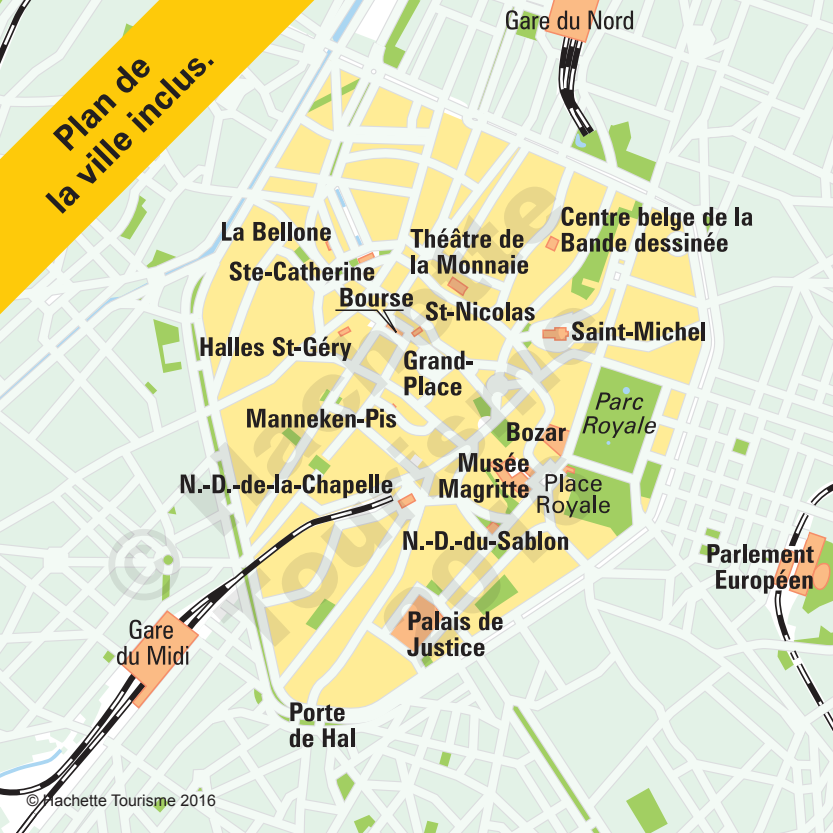 Gare du Nord
Plan de
la ville inclus.
La Bellone
Théâtre de
la Monnaie
Centre belge de la
Bande dessinée
Ste-Catherine
Bourse
St-Nicolas
Saint-Michel
Halles St-Géry
Grand-
Place
Parc
Royale
Manneken-Pis
Bozar
Musée
Magritte
Place
Royale
N.-D.-de-la-Chapelle
N.-D.-du-Sablon
Parlement
Européen
Gare
du Midi
Palais de
Justice
Porte
de Hal
© Hachette Tourisme 2016
© Hachette
Tourisme
2016